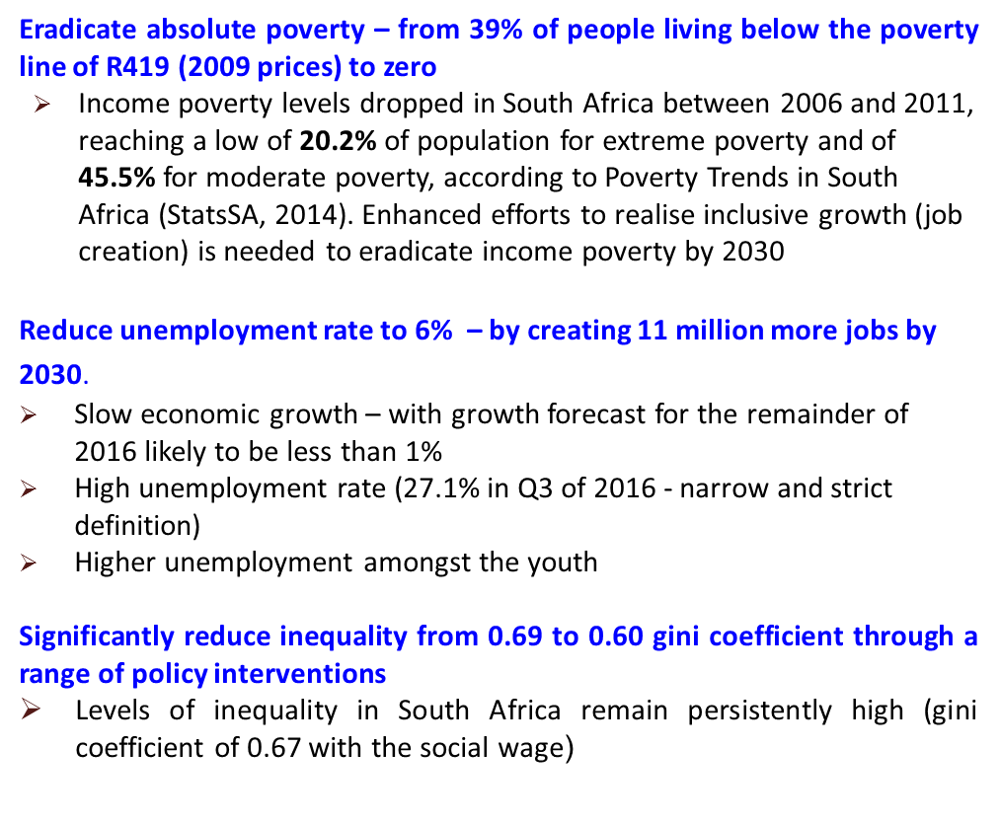 Eradicate absolute poverty – from 39% of people living below the poverty
line of R419 (2009 prices) to zero
➢ Income poverty levels dropped in South Africa between 2006 and 2011,
reaching a low of 20.2% of population for extreme poverty and of
45.5% for moderate poverty, according to Poverty Trends in South
Africa (StatsSA, 2014). Enhanced efforts to realise inclusive growth (job
creation) is needed to eradicate income poverty by 2030
Reduce unemployment rate to 6% – by creating 11 million more jobs by
2030.
➢ Slow economic growth – with growth forecast for the remainder of
2016 likely to be less than 1%
➢ High unemployment rate (27.1% in Q3 of 2016 - narrow and strict
definition)
➢ Higher unemployment amongst the youth
Significantly reduce inequality from 0.69 to 0.60 gini coefficient through a
range of policy interventions
➢ Levels of inequality in South Africa remain persistently high (gini
coefficient of 0.67 with the social wage)